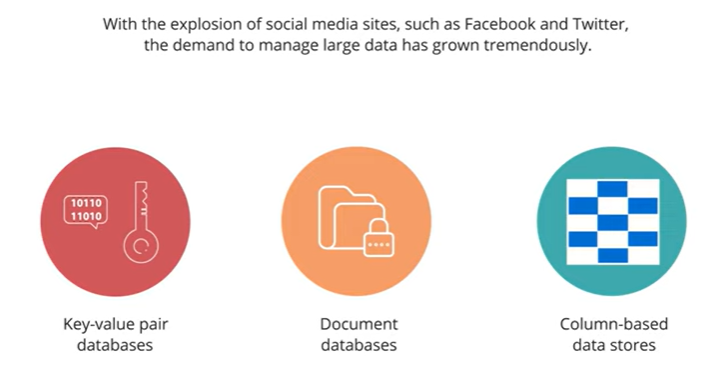 With the explosion of social media sites, such as Facebook and Twitter,
the demand to manage large data has grown tremendously.
10110
11010
Key-value pair
databases
Document
databases
Column-based
data stores